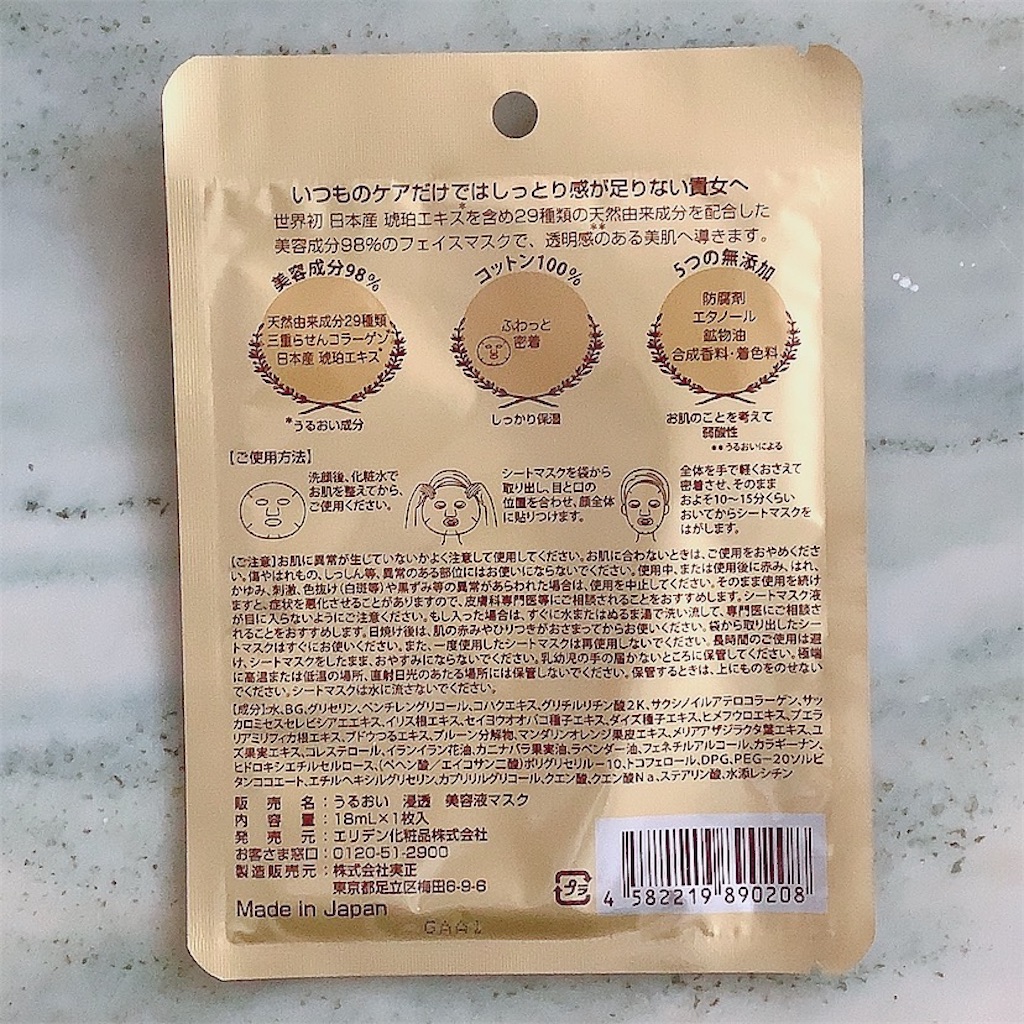 いつものケアだけではしっとり感が足りない貴女へ
世界初 日本産 琥珀エキス*を含め29種類の天然由来成分を配合した
美容成分98%のフェイスマスクで、透明感**のある美肌へ導きます。
美容成分98%
天然由来成分29種類
三重らせんコラーゲン*
日本産 琥珀エキス*
*うるおい成分
コットン100%
ふわっと
密着
しっかり保湿
5つの無添加
防腐剤
エタノール
鉱物油
合成香料・着色料
お肌のことを考えて
弱酸性
**うるおいによる
【ご使用方法】
洗顔後、化粧水で
お肌を整えてから、
ご使用ください。
シートマスクを袋から
取り出し、目と口の
位置を合わせ、顔全体
に貼りつけます。
全体を手で軽くおさえて
密着させ、そのまま
およそ10〜15分くらい
おいてからシートマスクを
はがします。
【ご注意】お肌に異常が生じていないかよく注意して使用してください。お肌に合わないときは、ご使用をおやめくださ
い。傷やはれもの、しっしん等、異常のある部位にはお使いにならないでください。使用中、または使用後に赤み、はれ、
かゆみ、刺激、色抜け(白斑等)や黒ずみ等の異常があらわれた場合は、使用を中止してください。そのまま使用を続け
ますと、症状を悪化させることがありますので、皮膚科専門医等にご相談されることをおすすめします。シートマスク液
が目に入らないようにご注意ください。もし入った場合は、すぐに水またはぬるま湯で洗い流して、専門医にご相談さ
れることをおすすめします。日焼け後は、肌の赤みやひりつきがおさまってからお使いください。袋から取り出したシー
トマスクはすぐにお使いください。また、一度使用したシートマスクは再使用しないでください。長時間のご使用は避
け、シートマスクをしたまま、おやすみにならないでください。乳幼児の手の届かないところに保管してください。極端
に高温または低温の場所、直射日光のあたる場所には保管しないでください。保管するときは、上にものをのせない
でください。シートマスクは水に流さないでください。
[成分]水、BG、グリセリン、ペンチレングリコール、コハクエキス、グリチルリチン酸2K、サクシノイルアテロコラーゲン、サッ
カロミセスセレビシアエエキス、イリス根エキス、セイヨウオオバコ種子エキス、ダイズ種子エキス、ヒメフウロエキス、プエラ
リアミリフィカ根エキス、ブドウつるエキス、プルーン分解物、マンダリンオレンジ果皮エキス、メリアアザジラクタ葉エキス、ユ
ズ果実エキス、コレステロール、イランイラン花油、カニナバラ果実油、ラベンダー油、フェネチルアルコール、カラギーナン、
ヒドロキシエチルセルロース、(ベヘン酸／エイコサン二酸)ポリグリセリル－10、トコフェロール、DPG、PEG－20ソルビ
タンココエート、エチルヘキシルグリセリン、カプリリルグリコール、クエン酸、クエン酸Na、ステアリン酸、水添レシチン
販売名：うるおい 浸透 美容液マスク
内容量：18mL×1枚入
発売元：エリデン化粧品株式会社
お客さま窓口：0120-51-2900
製造販売元：株式会社実正
東京都足立区梅田6-9-6
Made in Japan
プラ
4 582219 890208
GAA1